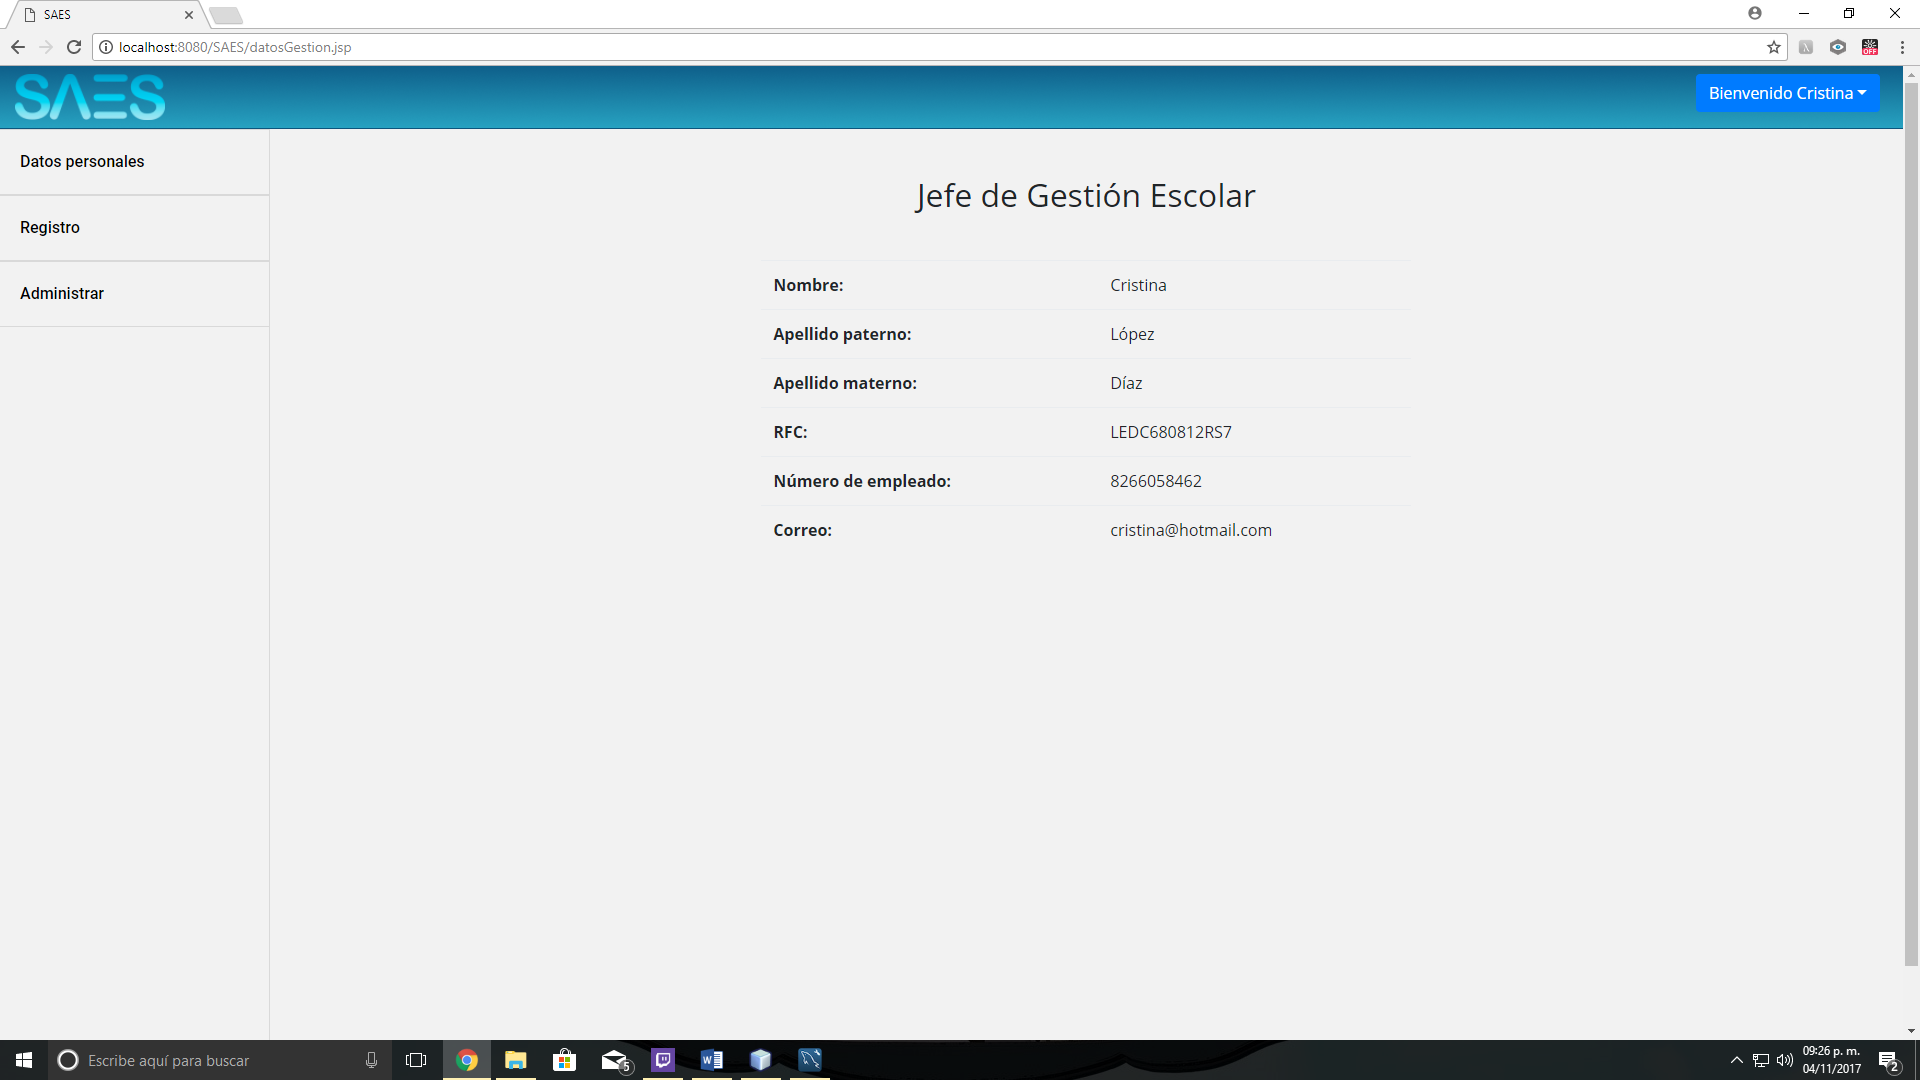 SAES
localhost:8080/SAES/datosGestion.jsp
OFF
SAES
Bienvenido Cristina
Datos personales
Registro
Administrar
Jefe de Gestión Escolar
Nombre: Cristina
Apellido paterno: López
Apellido materno: Díaz
RFC: LEDC680812RS7
Número de empleado: 8266058462
Correo: cristina@hotmail.com
Escribe aquí para buscar
5
W
09:26 p. m.
04/11/2017
2